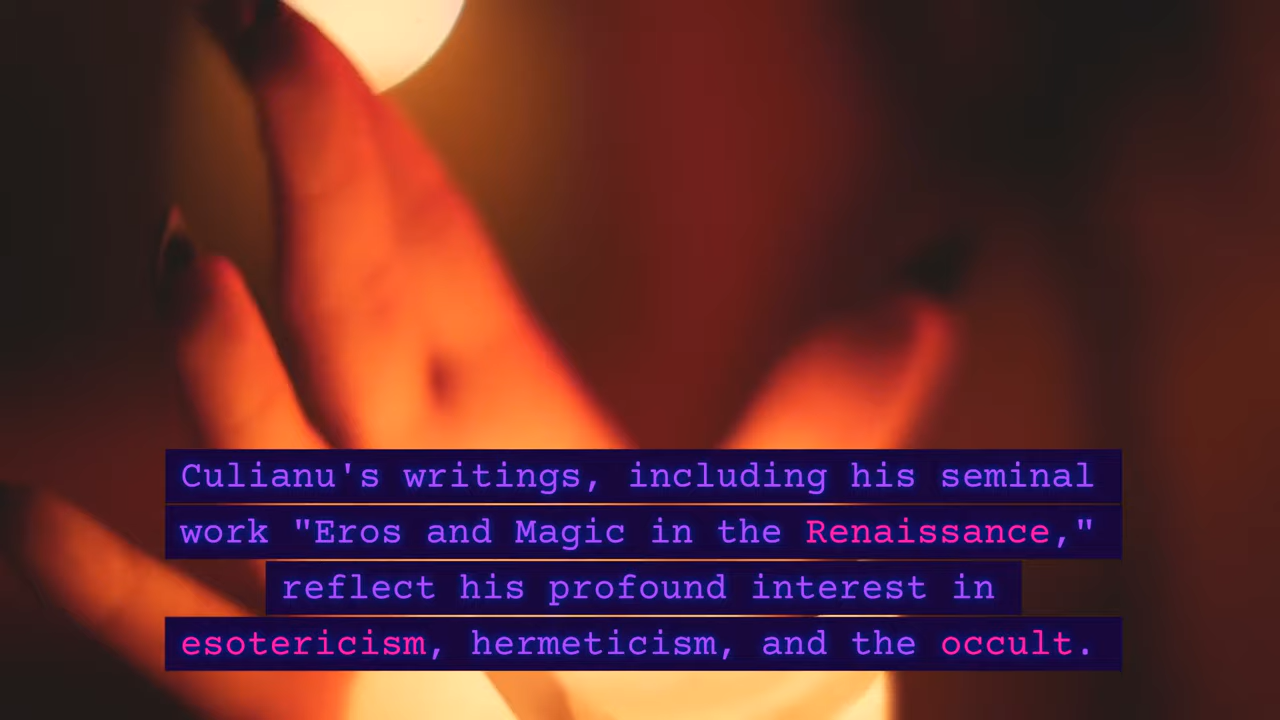 Culianu's writings, including his seminal
work "Eros and Magic in the Renaissance,"
reflect his profound interest in
esotericism, hermeticism, and the occult.